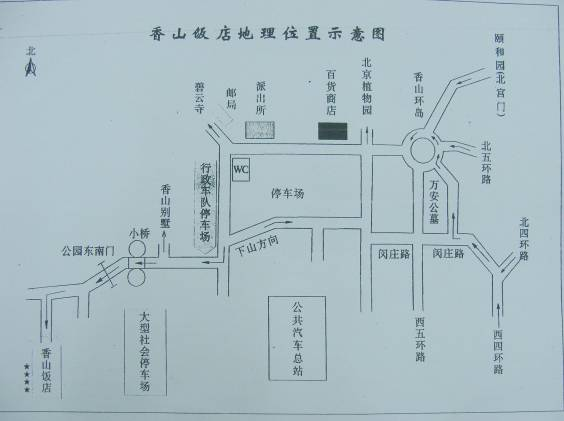 香山饭店地理位置示意图
北
碧云寺
邮局
派出所
百货商店
北京植物园
香山环岛
颐和园(北宫门)
北五环路
WC
行政车队停车场
停车场
万安公墓
香山别墅
小桥
公园东南门
下山方向
闵庄路
闵庄路
北四环路
大型社会停车场
公共汽车总站
西五环路
西四环路
香山饭店
★★★★